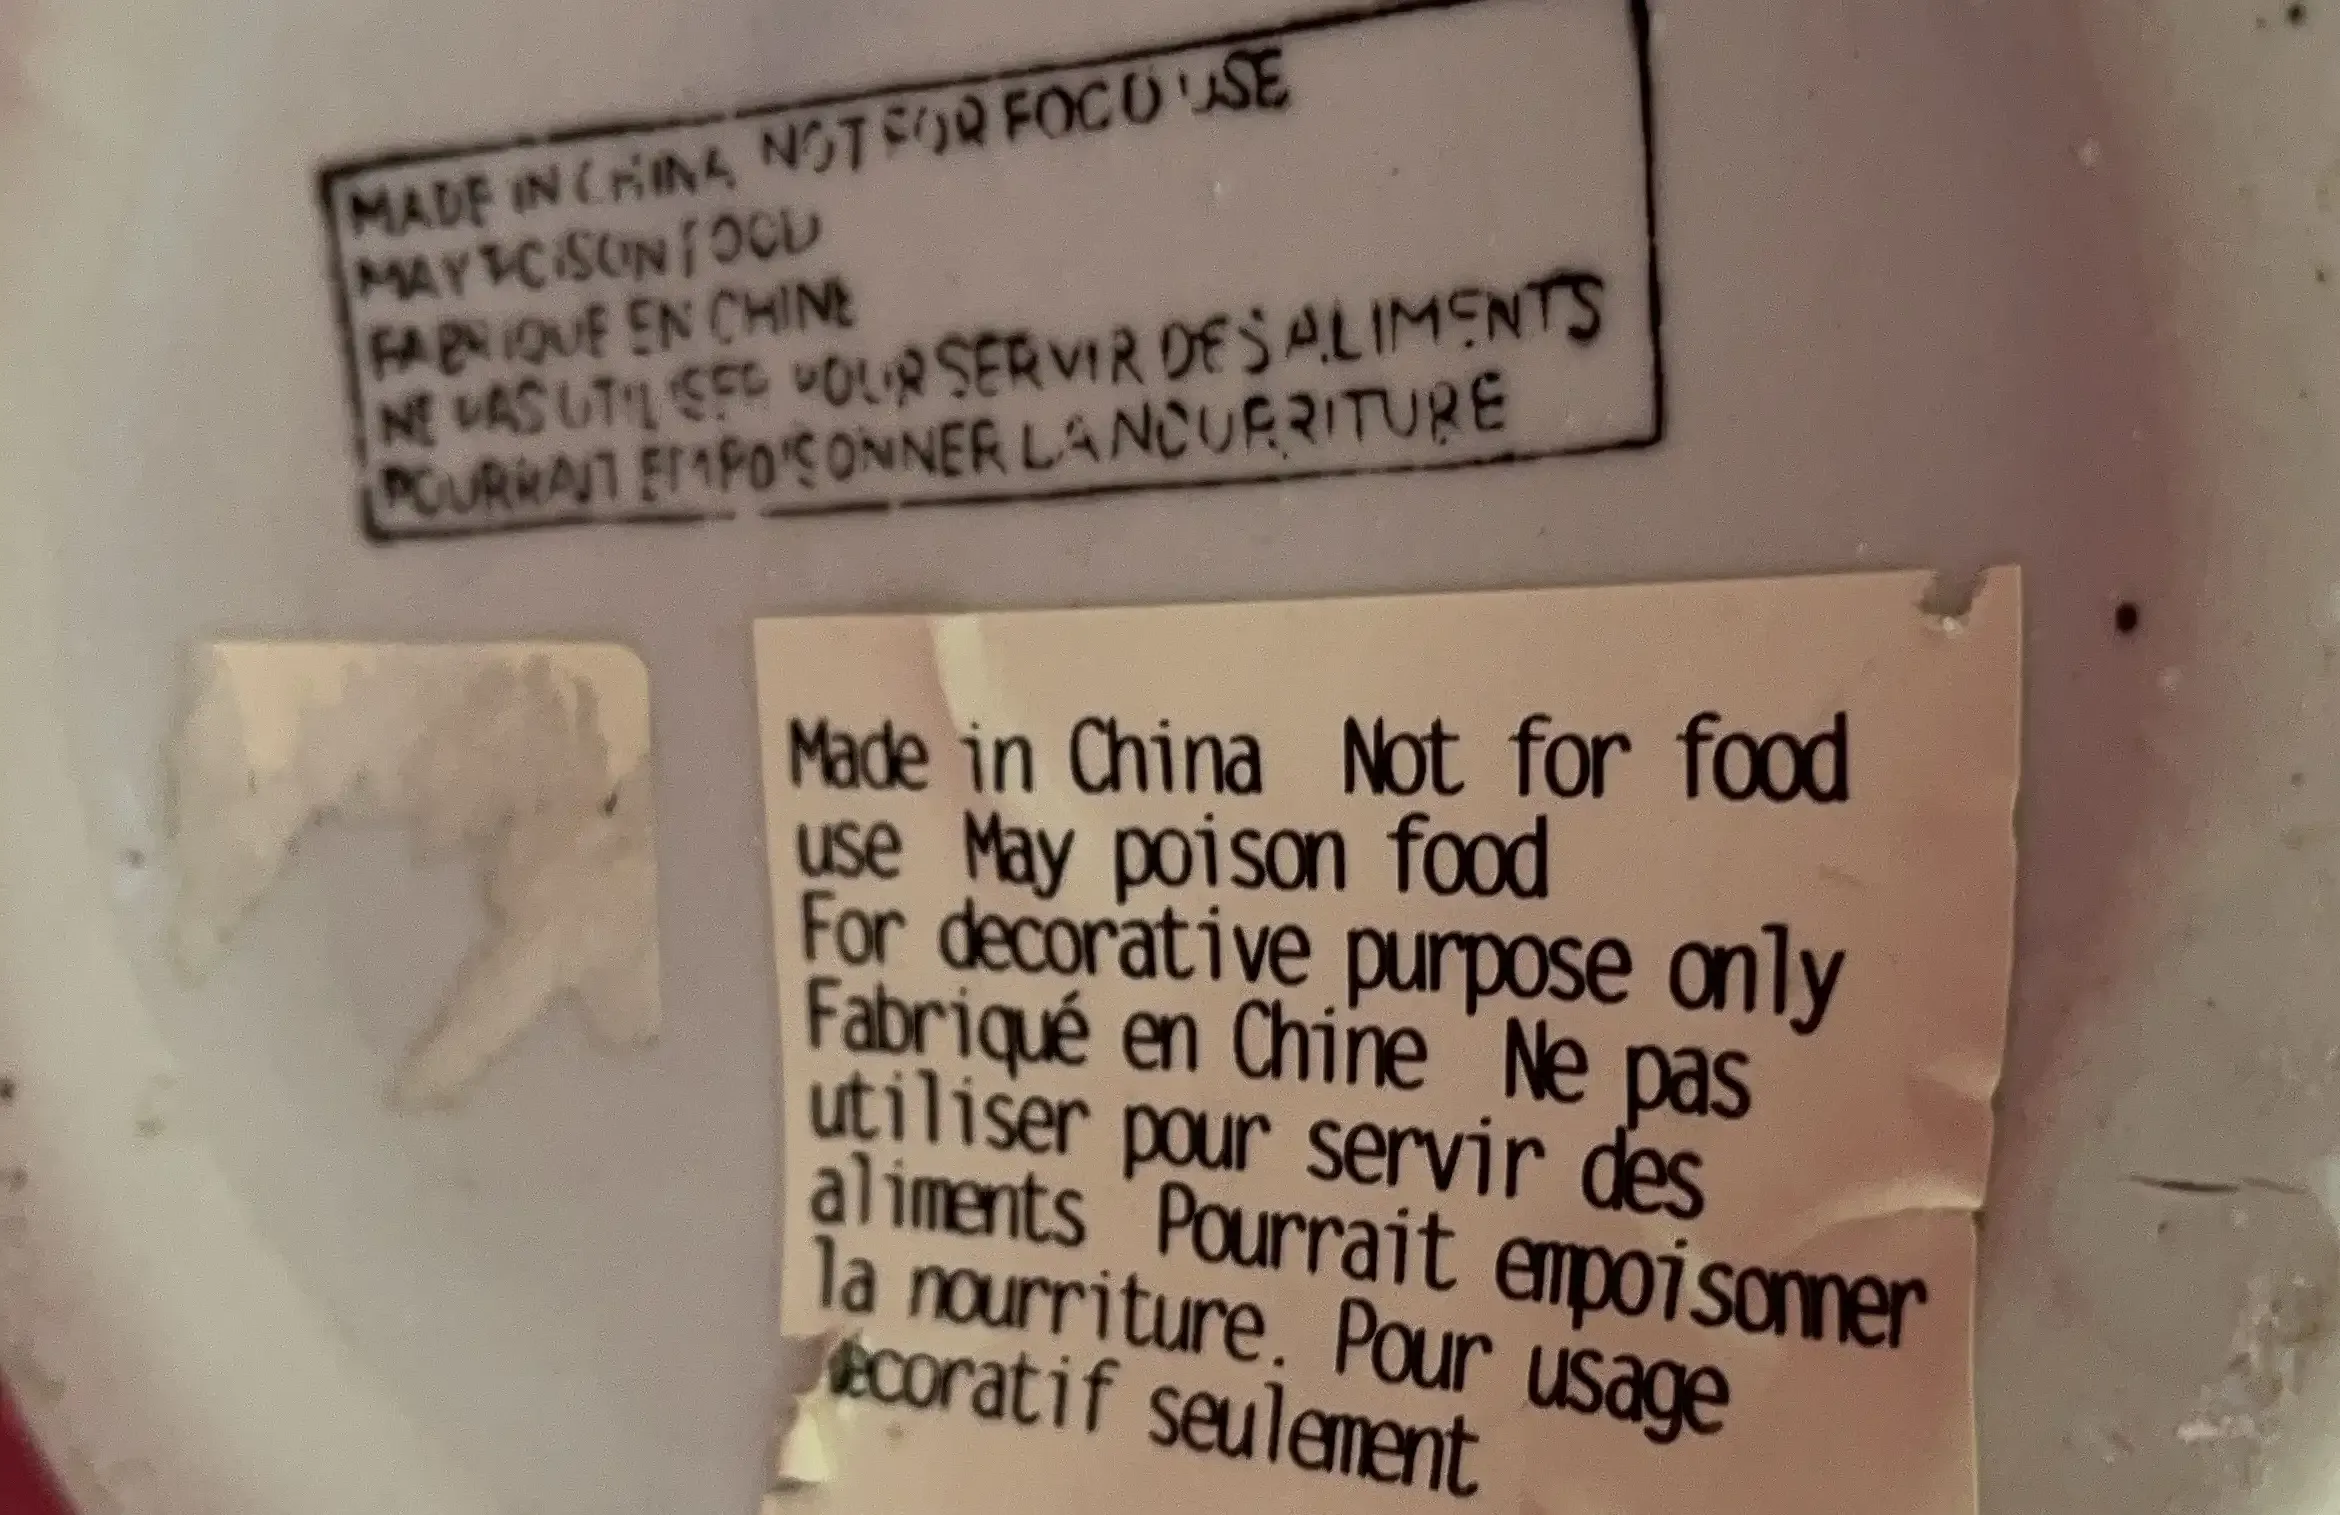 MADE IN CHINA NOT FOR FOOD USE
MAY POISON FOOD
FABRIQUE EN CHINE
NE PAS UTILISER POUR SERVIR DES ALIMENTS
POURRAIT EMPOISONNER LA NOURRITURE
Made in China Not for food
use May poison food
For decorative purpose only
Fabriqué en Chine Ne pas
utiliser pour servir des
aliments Pourrait empoisonner
la nourriture. Pour usage
écoratif seulement